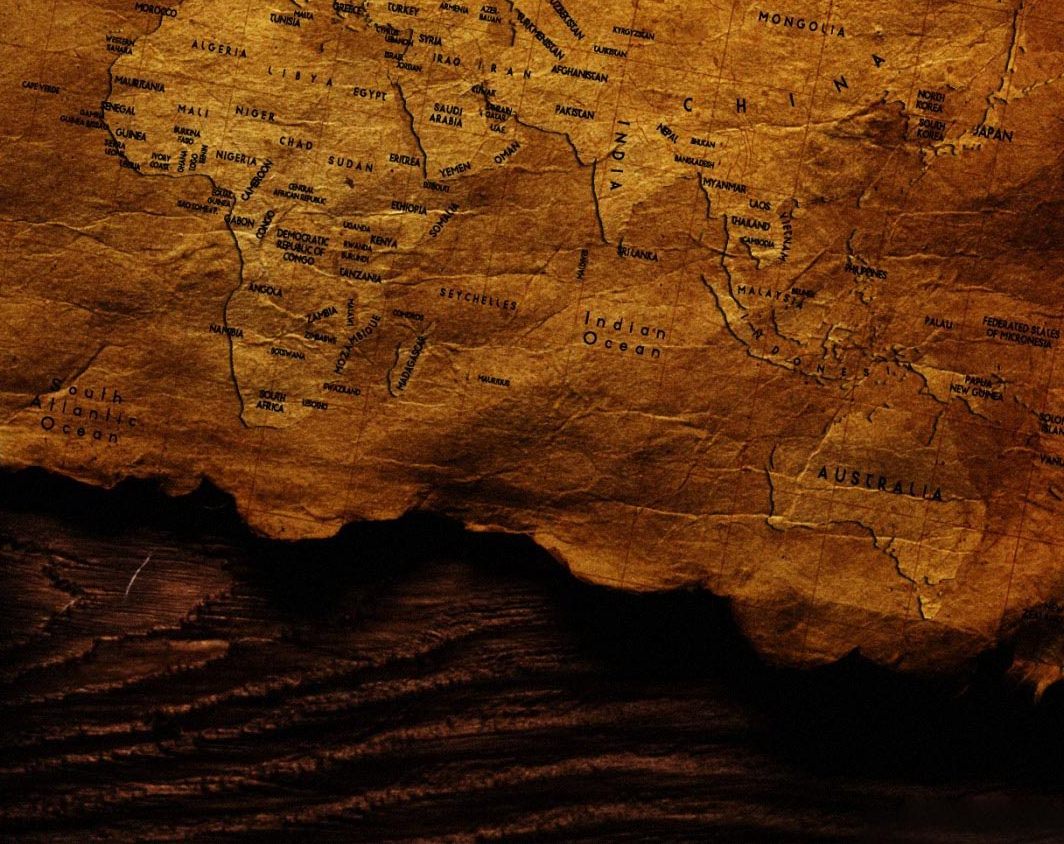 MOROCCO
TUNISIA
MALTA
GREECE
TURKEY
ARMENIA
AZER-
BAIJAN
UZBEKISTAN
TURKMENISTAN
KYRGYZSTAN
TAJIKISTAN
MONGOLIA
WESTERN
SAHARA
ALGERIA
LIBYA
EGYPT
CYPRUS
LEBANON
SYRIA
ISRAEL
JORDAN
IRAQ
IRAN
AFGHANISTAN
CHINA
NORTH
KOREA
SOUTH
KOREA
JAPAN
CAPE VERDE
MAURITANIA
MALI
NIGER
CHAD
SUDAN
ERITREA
SAUDI
ARABIA
BAHRAIN
QATAR
UAE
OMAN
YEMEN
PAKISTAN
INDIA
NEPAL
BHUTAN
BANGLADESH
MYANMAR
LAOS
THAILAND
VIETNAM
CAMBODIA
SENEGAL
GAMBIA
GUINEA BISSAU
GUINEA
SIERRA
LEONE
LIBERIA
IVORY
COAST
BURKINA
FASO
GHANA
TOGO
BENIN
NIGERIA
CAMEROON
CENTRAL
AFRICAN REPUBLIC
DJIBOUTI
ETHIOPIA
SOMALIA
SAO TOME & P.
GABON
CONGO
DEMOCRATIC
REPUBLIC OF
CONGO
UGANDA
KENYA
RWANDA
BURUNDI
TANZANIA
SRI LANKA
MALDIVES
PHILIPPINES
MALAYSIA
BRUNEI
INDONESI
PALAU
FEDERATED STATES
OF MICRONESIA
PAPUA
NEW GUINEA
ANGOLA
ZAMBIA
MALAWI
MOZAMBIQUE
COMOROS
SEYCHELLES
MADAGASCAR
MAURITIUS
NAMIBIA
ZIMBABWE
BOTSWANA
SWAZILAND
SOUTH
AFRICA
LESOTHO
Indian
Ocean
South
Atlantic
Ocean
AUSTRALIA